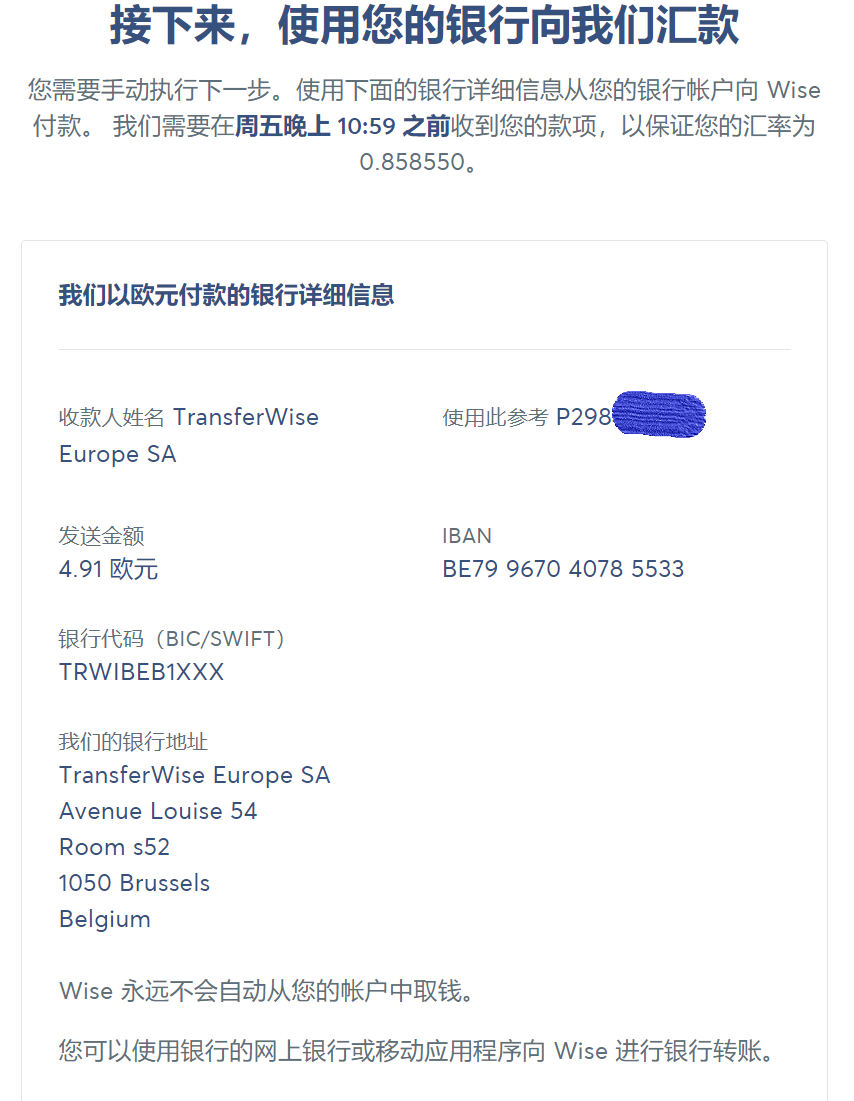 接下来，使用您的银行向我们汇款
您需要手动执行下一步。使用下面的银行详细信息从您的银行帐户向 Wise
付款。 我们需要在周五晚上 10:59 之前收到您的款项，以保证您的汇率为
0.858550。
我们以欧元付款的银行详细信息
收款人姓名 TransferWise
Europe SA
使用此参考 P298
发送金额
4.91 欧元
IBAN
BE79 9670 4078 5533
银行代码（BIC/SWIFT）
TRWIBEB1XXX
我们的银行地址
TransferWise Europe SA
Avenue Louise 54
Room s52
1050 Brussels
Belgium
Wise 永远不会自动从您的帐户中取钱。
您可以使用银行的网上银行或移动应用程序向 Wise 进行银行转账。